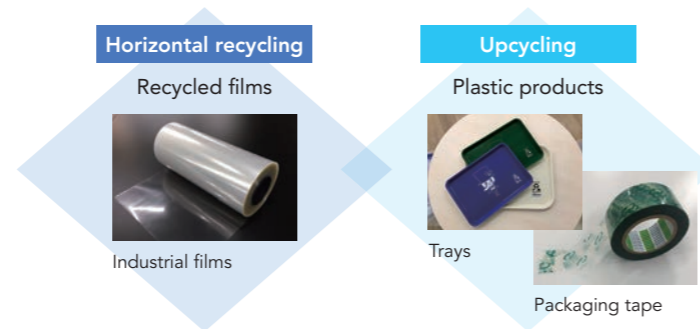 Horizontal recycling
Recycled films
Industrial films
Upcycling
Plastic products
Trays
Packaging tape